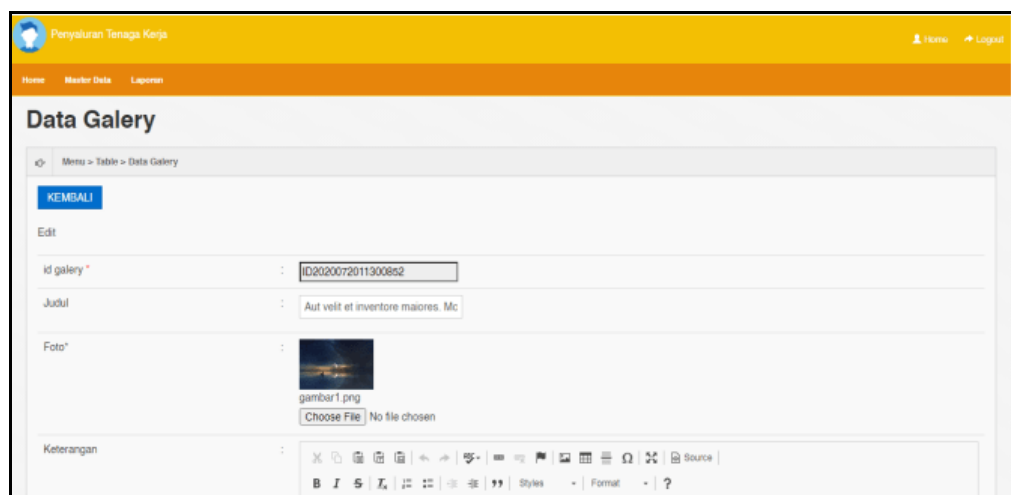 Penyaluran Tenaga Kerja
Home Logout
Home Master Data Laporan
Data Galery
Menu > Table > Data Galery
KEMBALI
Edit
id galery * : ID2020072011300852
Judul : Aut velit et inventore maiores. Mc
Foto* :
gambar1.png
Choose File No file chosen
Keterangan :
Source
B I S Tx Styles Format ?